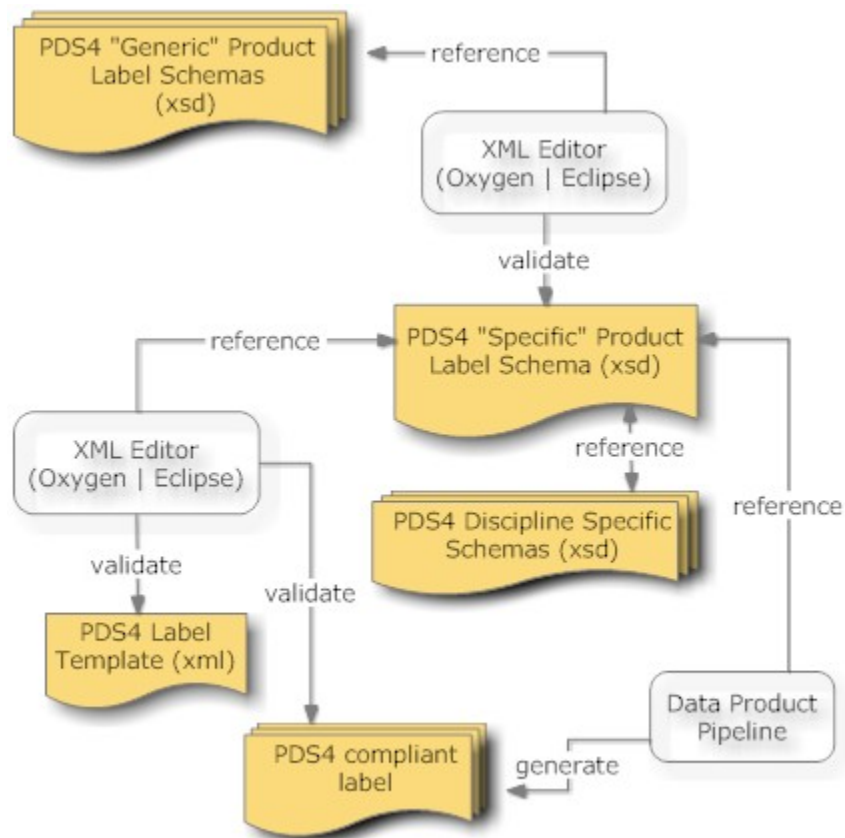 PDS4 "Generic" Product
Label Schemas
(xsd)
reference
XML Editor
(Oxygen | Eclipse)
validate
PDS4 "Specific" Product
Label Schema (xsd)
reference
XML Editor
(Oxygen | Eclipse)
reference
PDS4 Discipline Specific
Schemas (xsd)
reference
validate
validate
PDS4 Label
Template (xml)
Data Product
Pipeline
PDS4 compliant
label
generate